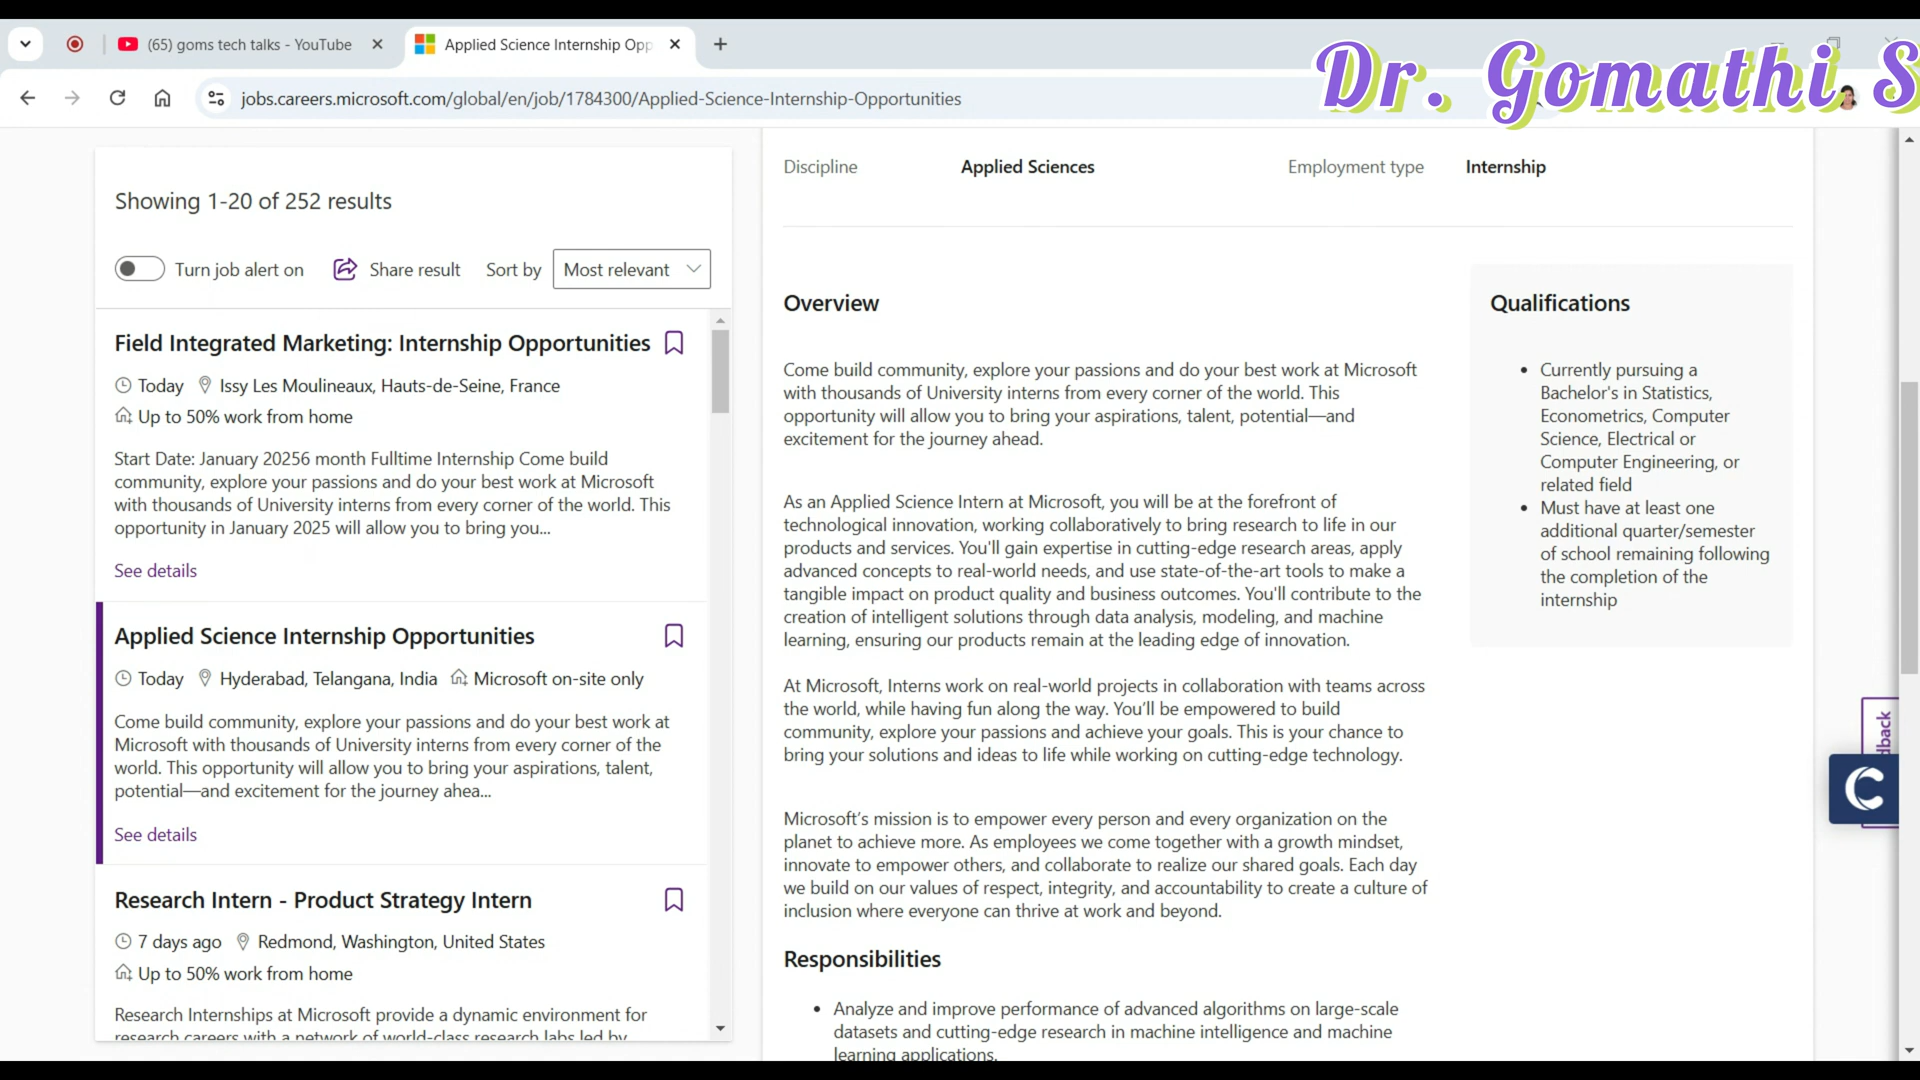 (65) goms tech talks - YouTube
Applied Science Internship Opp
Dr. Gomathi S
jobs.careers.microsoft.com/global/en/job/1784300/Applied-Science-Internship-Opportunities
Showing 1-20 of 252 results
Turn job alert on
Share result
Sort by
Most relevant
Field Integrated Marketing: Internship Opportunities
Today
Issy Les Moulineaux, Hauts-de-Seine, France
Up to 50% work from home
Start Date: January 20256 month Fulltime Internship Come build
community, explore your passions and do your best work at Microsoft
with thousands of University interns from every corner of the world. This
opportunity in January 2025 will allow you to bring you...
See details
Applied Science Internship Opportunities
Today
Hyderabad, Telangana, India
Microsoft on-site only
Come build community, explore your passions and do your best work at
Microsoft with thousands of University interns from every corner of the
world. This opportunity will allow you to bring your aspirations, talent,
potential—and excitement for the journey ahea...
See details
Research Intern - Product Strategy Intern
7 days ago
Redmond, Washington, United States
Up to 50% work from home
Research Internships at Microsoft provide a dynamic environment for
research careers with a network of world-class research labs led by
Discipline
Applied Sciences
Employment type
Internship
Overview
Come build community, explore your passions and do your best work at Microsoft
with thousands of University interns from every corner of the world. This
opportunity will allow you to bring your aspirations, talent, potential—and
excitement for the journey ahead.
As an Applied Science Intern at Microsoft, you will be at the forefront of
technological innovation, working collaboratively to bring research to life in our
products and services. You'll gain expertise in cutting-edge research areas, apply
advanced concepts to real-world needs, and use state-of-the-art tools to make a
tangible impact on product quality and business outcomes. You'll contribute to the
creation of intelligent solutions through data analysis, modeling, and machine
learning, ensuring our products remain at the leading edge of innovation.
At Microsoft, Interns work on real-world projects in collaboration with teams across
the world, while having fun along the way. You’ll be empowered to build
community, explore your passions and achieve your goals. This is your chance to
bring your solutions and ideas to life while working on cutting-edge technology.
Microsoft’s mission is to empower every person and every organization on the
planet to achieve more. As employees we come together with a growth mindset,
innovate to empower others, and collaborate to realize our shared goals. Each day
we build on our values of respect, integrity, and accountability to create a culture of
inclusion where everyone can thrive at work and beyond.
Responsibilities
• Analyze and improve performance of advanced algorithms on large-scale
datasets and cutting-edge research in machine intelligence and machine
learning applications.
Qualifications
• Currently pursuing a
Bachelor's in Statistics,
Econometrics, Computer
Science, Electrical or
Computer Engineering, or
related field
• Must have at least one
additional quarter/semester
of school remaining following
the completion of the
internship
dback